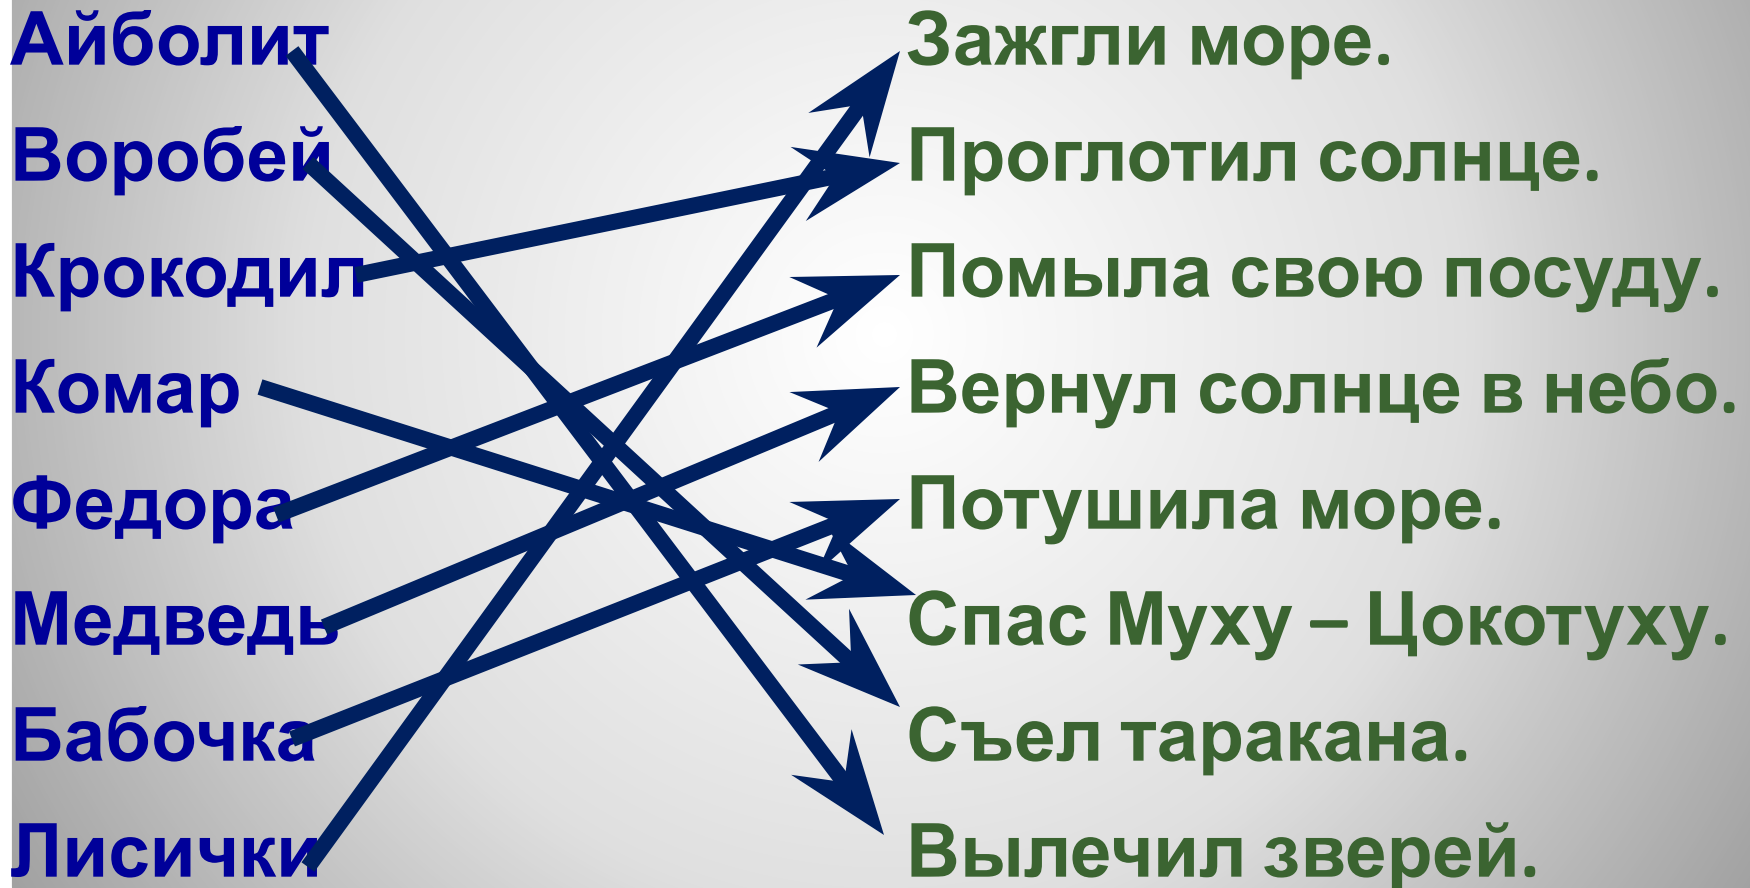 Айболит
Воробей
Крокодил
Комар
Федора
Медведь
Бабочка
Лисички
Зажгли море.
Проглотил солнце.
Помыла свою посуду.
Вернул солнце в небо.
Потушила море.
Спас Муху – Цокотуху.
Съел таракана.
Вылечил зверей.